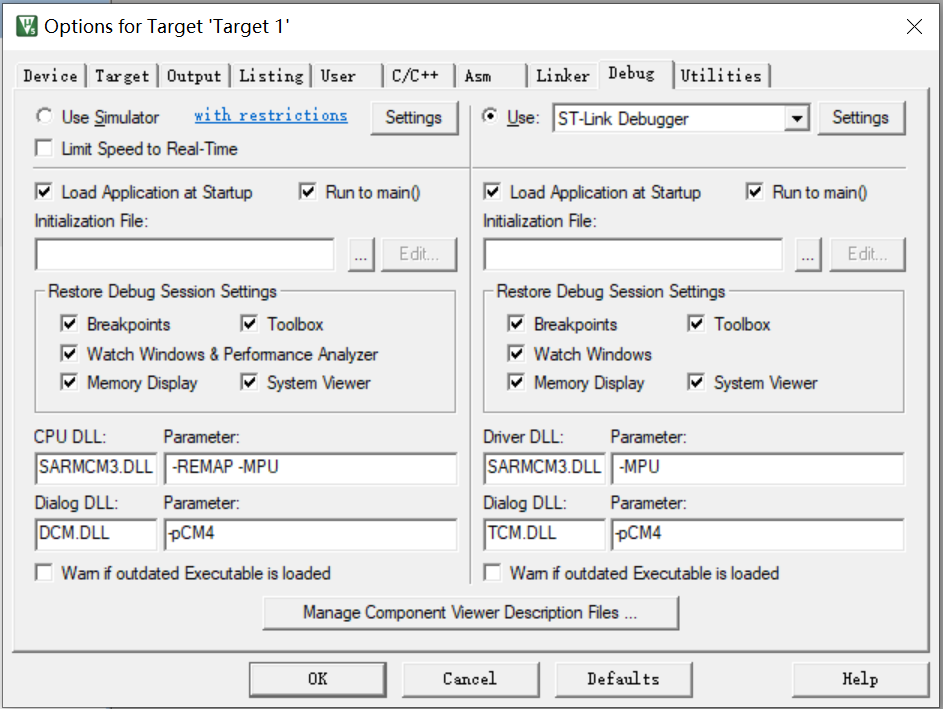 Options for Target 'Target 1'
Device Target Output Listing User C/C++ Asm Linker Debug Utilities
Use Simulator with restrictions Settings Use: ST-Link Debugger Settings
Limit Speed to Real-Time
Load Application at Startup Run to main() Load Application at Startup Run to main()
Initialization File: Initialization File:
... Edit... ... Edit...
Restore Debug Session Settings Restore Debug Session Settings
Breakpoints Toolbox Breakpoints Toolbox
Watch Windows & Performance Analyzer Watch Windows
Memory Display System Viewer Memory Display System Viewer
CPU DLL: Parameter: Driver DLL: Parameter:
SARMCM3.DLL -REMAP -MPU SARMCM3.DLL -MPU
Dialog DLL: Parameter: Dialog DLL: Parameter:
DCM.DLL -pCM4 TCM.DLL -pCM4
Warn if outdated Executable is loaded Warn if outdated Executable is loaded
Manage Component Viewer Description Files ...
OK Cancel Defaults Help